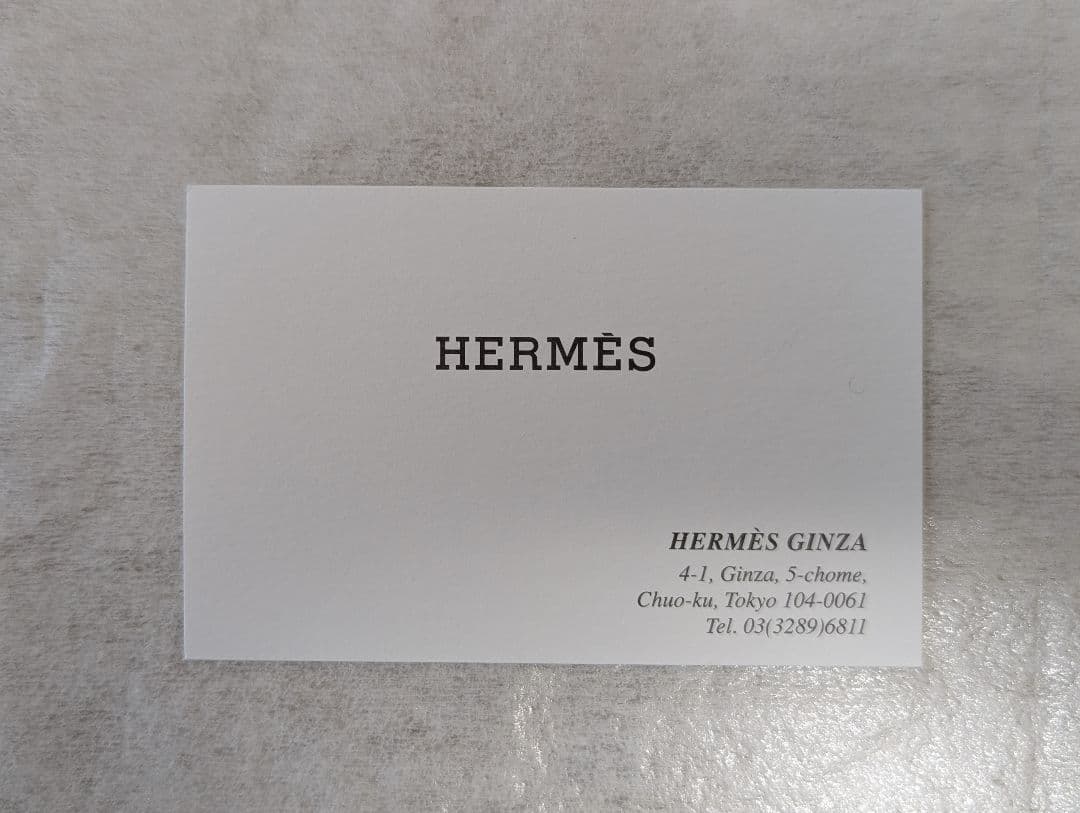 HERMÈS
HERMÈS GINZA
4-1, Ginza, 5-chome,
Chuo-ku, Tokyo 104-0061
Tel. 03(3289)6811